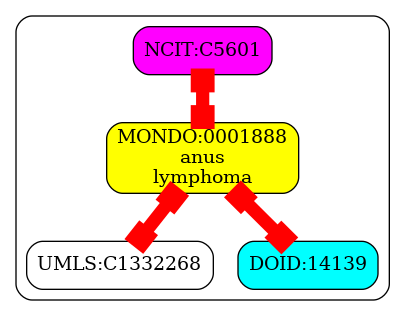 NCIT:C5601
MONDO:0001888
anus
lymphoma
UMLS:C1332268
DOID:14139